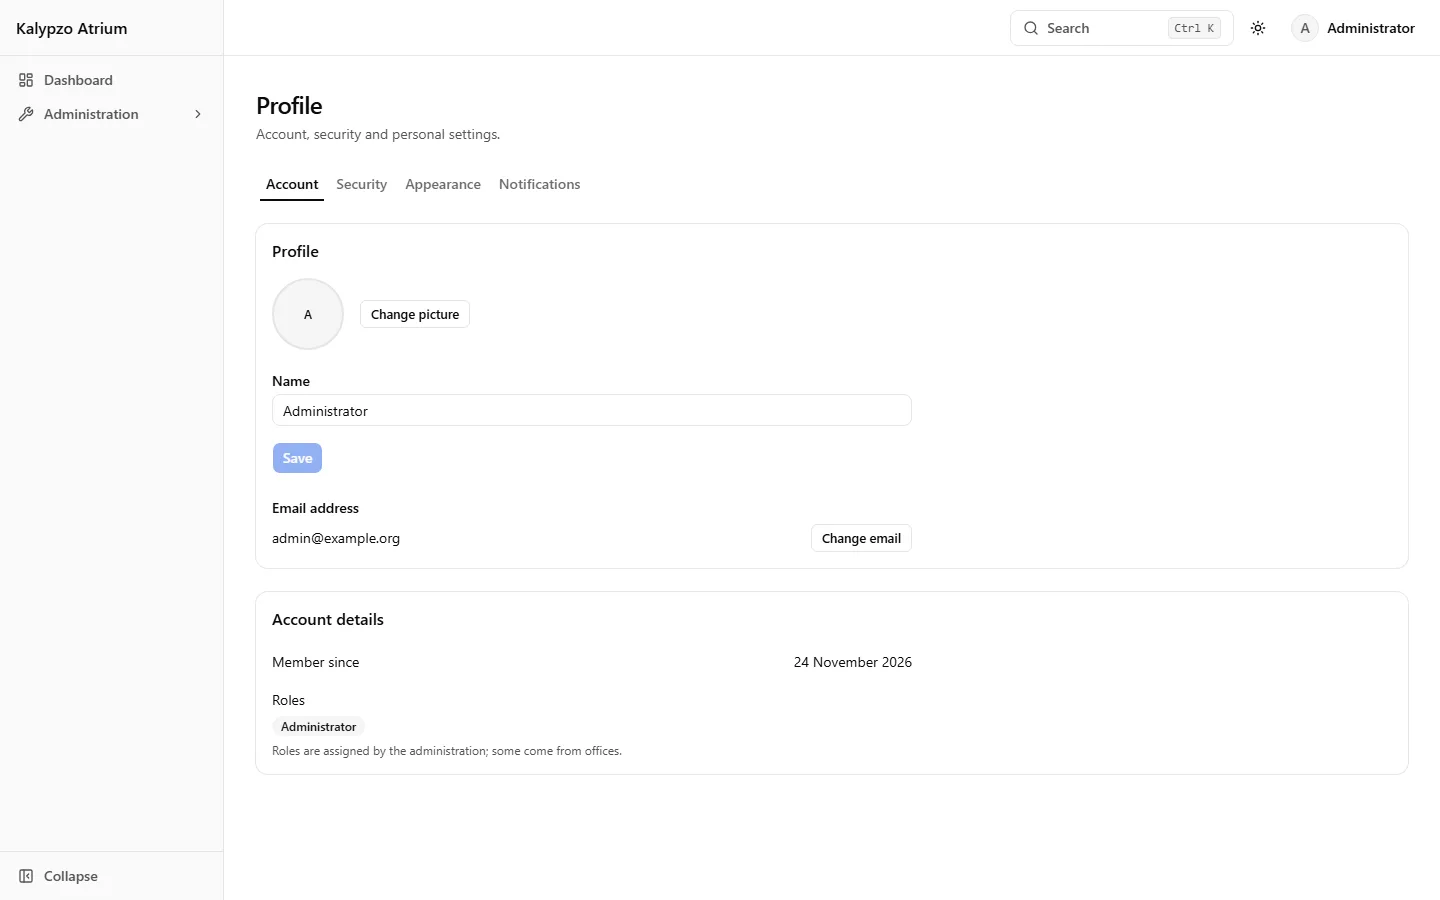 Kalypzo Atrium
Search
Ctrl K
A
Administrator
Dashboard
Administration
Profile
Account, security and personal settings.
Account
Security
Appearance
Notifications
Profile
A
Change picture
Name
Administrator
Save
Email address
admin@example.org
Change email
Account details
Member since
24 November 2026
Roles
Administrator
Roles are assigned by the administration; some come from offices.
Collapse